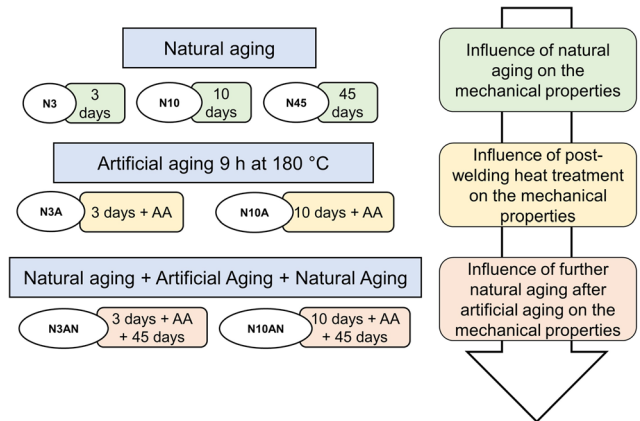 Natural aging
N3
3
days
N10
10
days
N45
45
days
Artificial aging 9 h at 180 °C
N3A
3 days + AA
N10A
10 days + AA
Natural aging + Artificial Aging + Natural Aging
N3AN
3 days + AA
+ 45 days
N10AN
10 days + AA
+ 45 days
Influence of natural
aging on the
mechanical properties
Influence of post-
welding heat treatment
on the mechanical
properties
Influence of further
natural aging after
artificial aging on the
mechanical properties